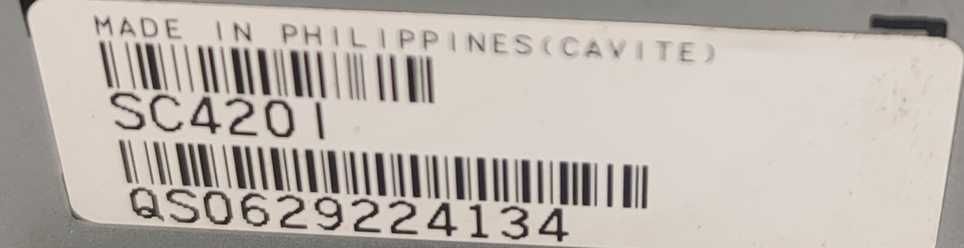 MADE IN PHILIPPINES(CAVITE)
SC4201
QS0629224134